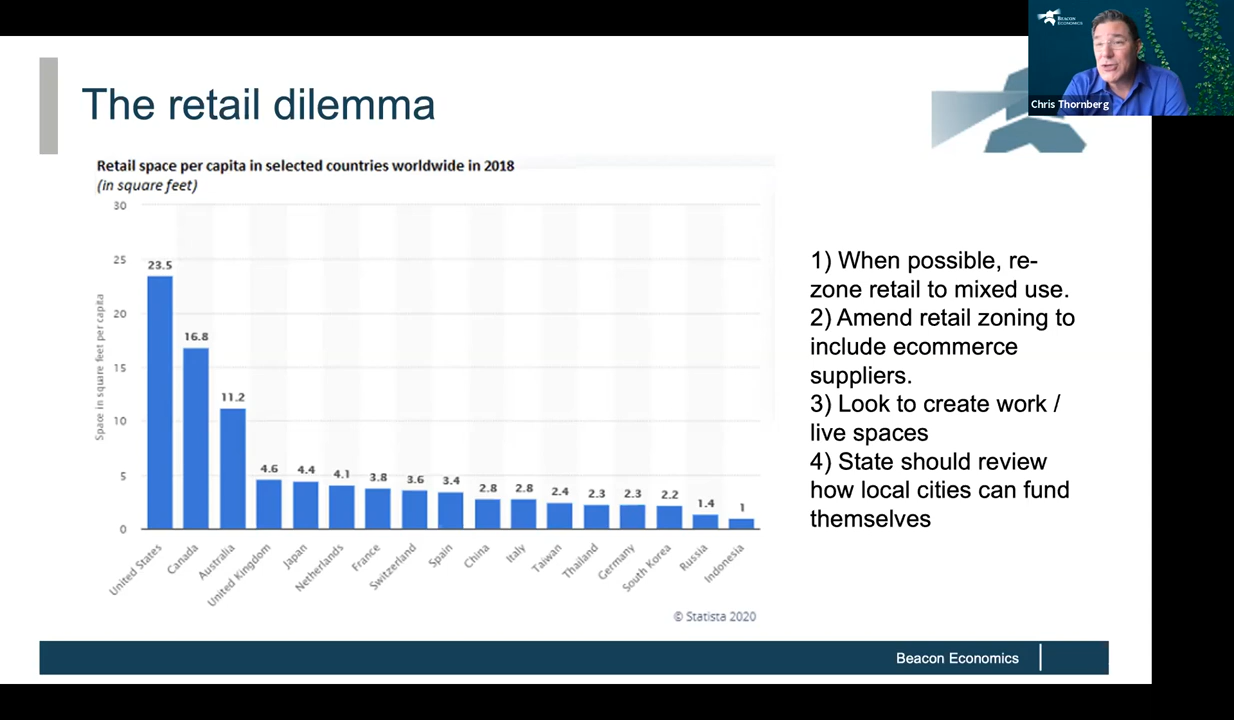 BEACON
ECONOMICS
Chris Thornberg
The retail dilemma
Retail space per capita in selected countries worldwide in 2018
(in square feet)
Space in square feet per capita
30
25
20
15
10
5
0
23.5
16.8
11.2
4.6
4.4
4.1
3.8
3.6
3.4
2.8
2.8
2.4
2.3
2.3
2.2
1.4
1
United States
Canada
Australia
United Kingdom
Japan
Netherlands
France
Switzerland
Spain
China
Italy
Taiwan
Thailand
Germany
South Korea
Russia
Indonesia
© Statista 2020
1) When possible, re-
zone retail to mixed use.
2) Amend retail zoning to
include ecommerce
suppliers.
3) Look to create work /
live spaces
4) State should review
how local cities can fund
themselves
Beacon Economics